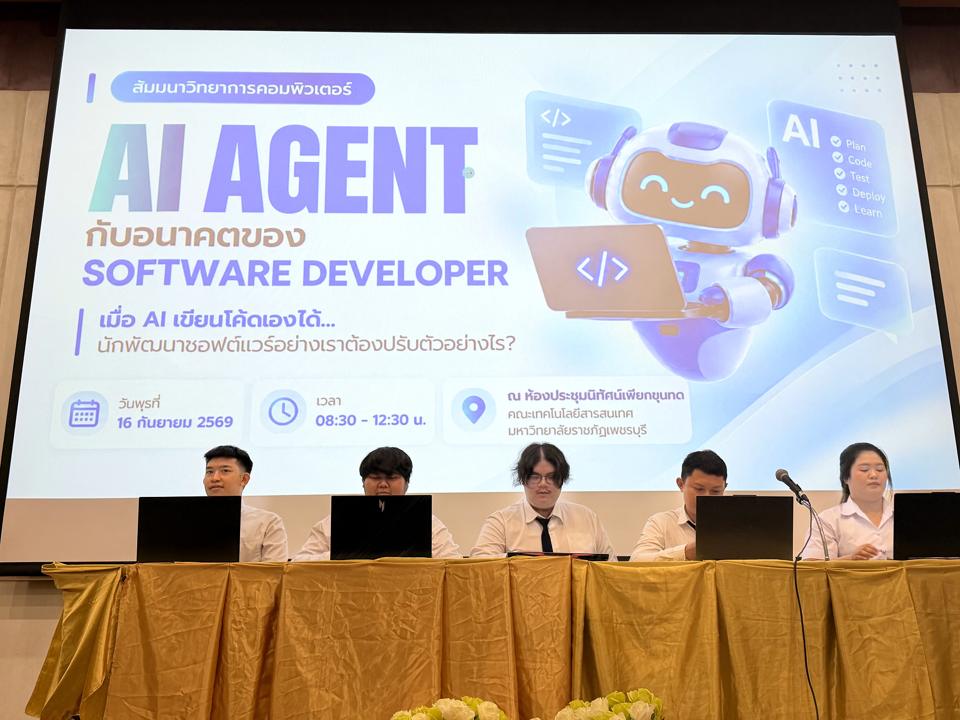 สัมมนาวิทยาการคอมพิวเตอร์
AI AGENT
กับอนาคตของ
SOFTWARE DEVELOPER
เมื่อ AI เขียนโค้ดเองได้...
นักพัฒนาซอฟต์แวร์อย่างเราต้องปรับตัวอย่างไร?
วันพุธที่
16 กันยายน 2569
เวลา
08:30 - 12:30 น.
ณ ห้องประชุมนิทัศน์เพียกขุนทด
คณะเทคโนโลยีสารสนเทศ
มหาวิทยาลัยราชภัฏเพชรบุรี
</>
</>
AI
Plan
Code
Test
Deploy
Learn